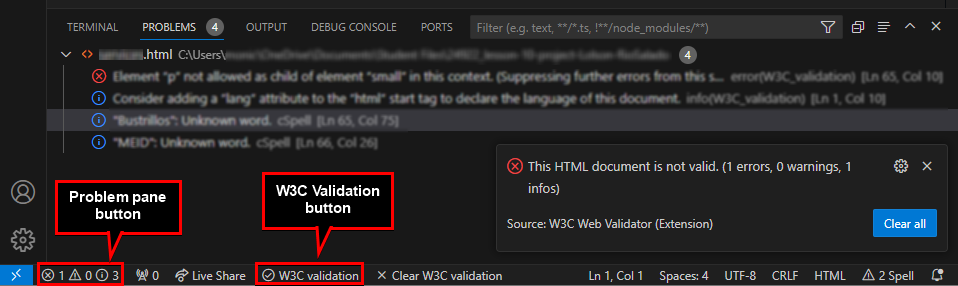 TERMINAL PROBLEMS 4 OUTPUT DEBUG CONSOLE PORTS Filter (e.g. text, **/*.ts, !**/node_modules/**)
.html C:\Users\ 4
Element "p" not allowed as child of element "small" in this context. (Suppressing further errors from this s... error(W3C_validation) [Ln 65, Col 10]
Consider adding a "lang" attribute to the "html" start tag to declare the language of this document. info(W3C_validation) [Ln 1, Col 10]
"Bustrillos": Unknown word. cSpell [Ln 65, Col 75]
"MEID": Unknown word. cSpell [Ln 66, Col 26]
This HTML document is not valid. (1 errors, 0 warnings, 1
infos)
Source: W3C Web Validator (Extension)
Clear all
Problem pane
button
W3C Validation
button
1 0 3 0 Live Share W3C validation Clear W3C validation Ln 1, Col 1 Spaces: 4 UTF-8 CRLF HTML 2 Spell